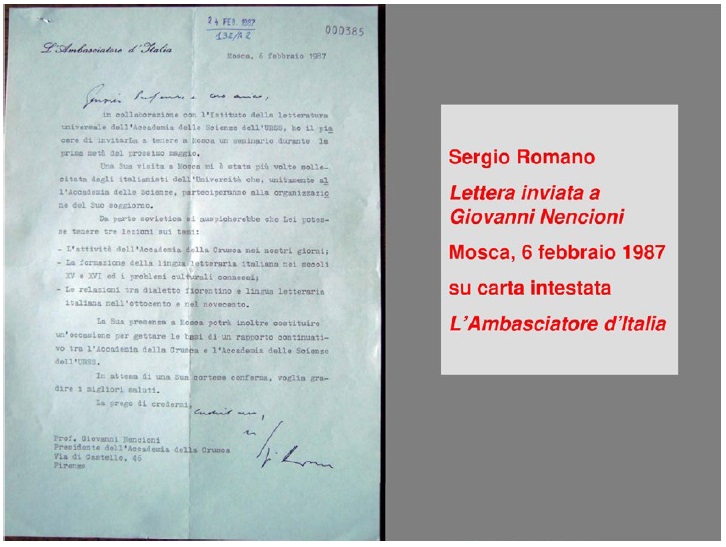 24 FEB. 1987
132/A2
000385
L'Ambasciatore d'Italia
Mosca, 6 febbraio 1987
in collaborazione con l'Istituto della letteratura
universale dell'Accademia delle Scienze dell'URSS, ho il pia
cere di invitarLa a tenere a Mosca un seminario durante la
prima metà del prossimo maggio.
Una Sua visita a Mosca mi è stata più volte solle-
citata dagli italianisti dell'Università che, unitamente al
l'Accademia delle Scienze, parteciperanno alla organizzazio
ne del Suo soggiorno.
Da parte sovietica si auspicherebbe che Lei potes-
se tenere tre lezioni sui temi:
- L'attività dell'Accademia della Crusca nei nostri giorni;
- La formazione della lingua letteraria italiana nei secoli
XV e XVI ed i problemi culturali connessi;
- Le relazioni tra dialetto fiorentino e lingua letteraria
italiana nell'ottocento e nel novecento.
La Sua presenza a Mosca potrà inoltre costituire
un'occasione per gettare le basi di un rapporto continuati-
vo tra l'Accademia della Crusca e l'Accademia delle Scienze
dell'URSS.
In attesa di una Sua cortese conferma, voglia gra-
dire i migliori saluti.
La prego di credermi,
Prof. Giovanni Nencioni
Presidente dell'Accademia della Crusca
Via di Castello, 46
Firenze
Sergio Romano
Lettera inviata a
Giovanni Nencioni
Mosca, 6 febbraio 1987
su carta intestata
L'Ambasciatore d'Italia